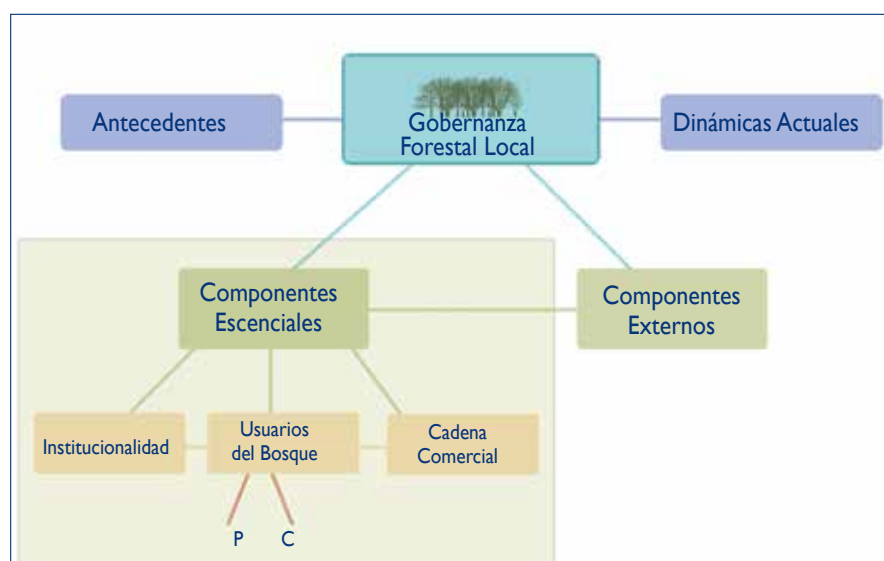 Antecedentes
Gobernanza
Forestal Local
Dinámicas Actuales
Componentes
Escenciales
Componentes
Externos
Institucionalidad
Usuarios
del Bosque
Cadena
Comercial
P
C